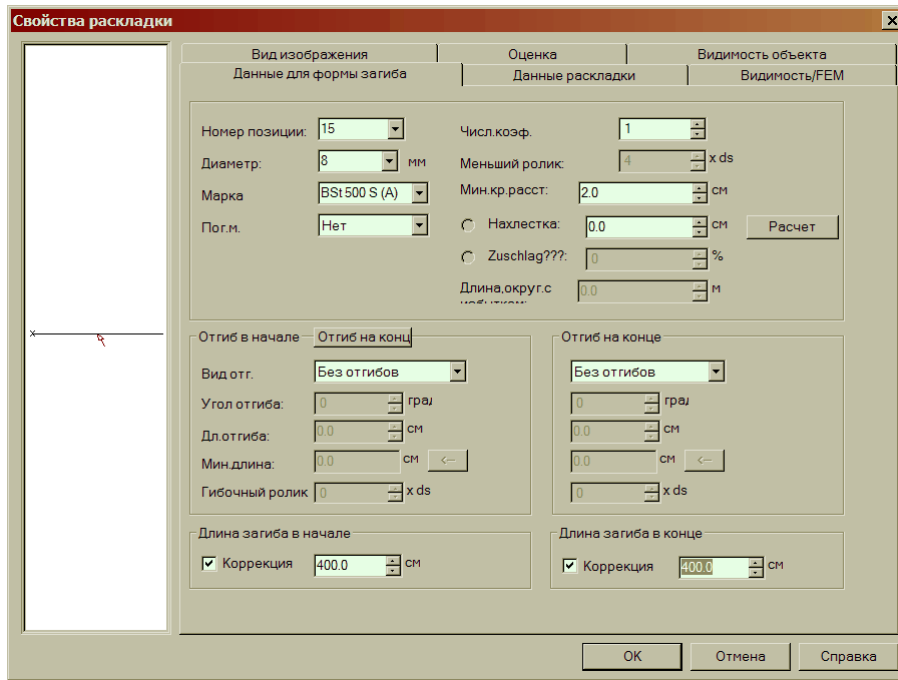 Свойства раскладки
Вид изображения Оценка Видимость объекта
Данные для формы загиба Данные раскладки Видимость/FEM
Номер позиции: 15 Числ.коэф. 1
Диаметр: 8 мм Меньший ролик: 4 x ds
Марка BSt 500 S (A) Мин.кр.расст: 2.0 см
Пог.м. Нет Нахлестка: 0.0 см Расчет
Zuschlag???: 0 %
Длина,округ.с 0.0 м
избытком:
Отгиб в начале Отгиб на конц Отгиб на конце
Вид отг. Без отгибов Без отгибов
Угол отгиба: 0 град 0 град
Дл.отгиба: 0.0 см 0.0 см
Мин.длина: 0.0 см <-- 0.0 см <--
Гибочный ролик 0 x ds 0 x ds
Длина загиба в начале Длина загиба в конце
Коррекция 400.0 см Коррекция 400.0 см
OK Отмена Справка